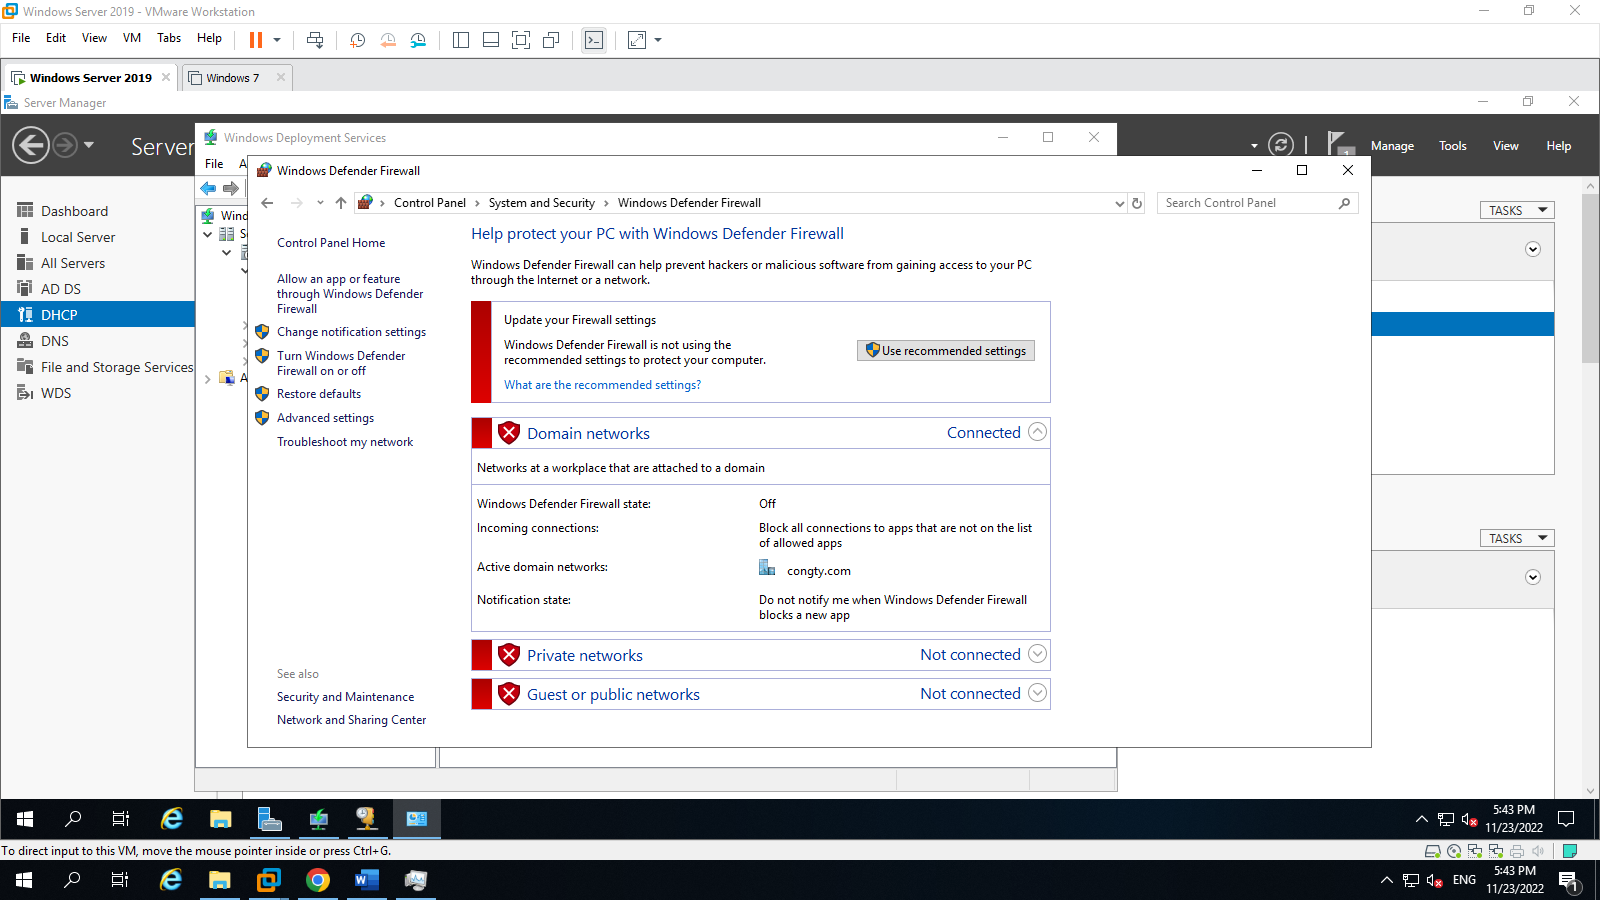 Windows Server 2019 - VMware Workstation
File Edit View VM Tabs Help
Windows Server 2019
Windows 7
Server Manager
Server
Manage Tools View Help
Windows Deployment Services
File A
Windows Defender Firewall
Control Panel System and Security Windows Defender Firewall
Search Control Panel
Dashboard
Local Server
All Servers
AD DS
DHCP
DNS
File and Storage Services
WDS
Wind
S
A
TASKS
TASKS
1
Control Panel Home
Allow an app or feature
through Windows Defender
Firewall
Change notification settings
Turn Windows Defender
Firewall on or off
Restore defaults
Advanced settings
Troubleshoot my network
See also
Security and Maintenance
Network and Sharing Center
Help protect your PC with Windows Defender Firewall
Windows Defender Firewall can help prevent hackers or malicious software from gaining access to your PC
through the Internet or a network.
Update your Firewall settings
Windows Defender Firewall is not using the
recommended settings to protect your computer.
Use recommended settings
What are the recommended settings?
Domain networks Connected
Networks at a workplace that are attached to a domain
Windows Defender Firewall state: Off
Incoming connections: Block all connections to apps that are not on the list
of allowed apps
Active domain networks: congty.com
Notification state: Do not notify me when Windows Defender Firewall
blocks a new app
Private networks Not connected
Guest or public networks Not connected
5:43 PM
11/23/2022
To direct input to this VM, move the mouse pointer inside or press Ctrl+G.
ENG
5:43 PM
11/23/2022
1